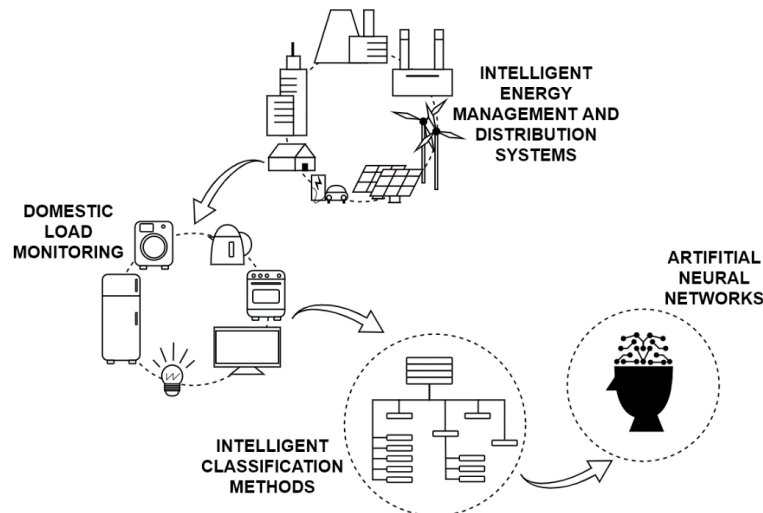 INTELLIGENT
ENERGY
MANAGEMENT AND
DISTRIBUTION
SYSTEMS
DOMESTIC
LOAD
MONITORING
ARTIFITIAL
NEURAL
NETWORKS
INTELLIGENT
CLASSIFICATION
METHODS